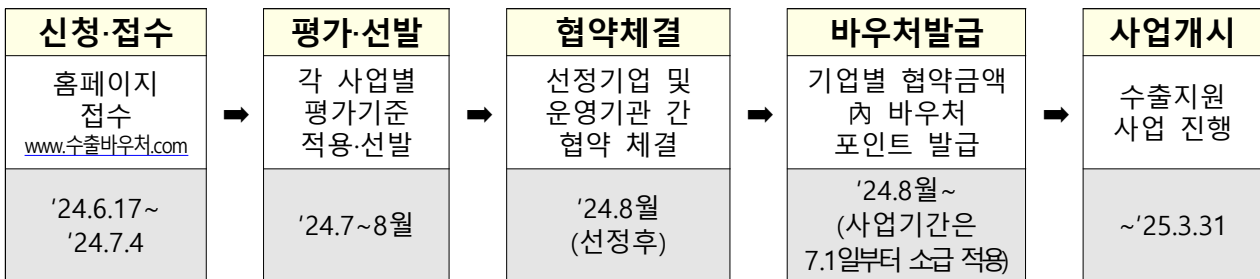 신청·접수
홈페이지
접수
www.수출바우처.com
'24.6.17~
'24.7.4
➡
평가·선발
각 사업별
평가기준
적용·선발
'24.7~8월
➡
협약체결
선정기업 및
운영기관 간
협약 체결
'24.8월
(선정후)
➡
바우처발급
기업별 협약금액
內 바우처
포인트 발급
'24.8월~
(사업기간은
7.1일부터 소급 적용)
➡
사업개시
수출지원
사업 진행
~'25.3.31